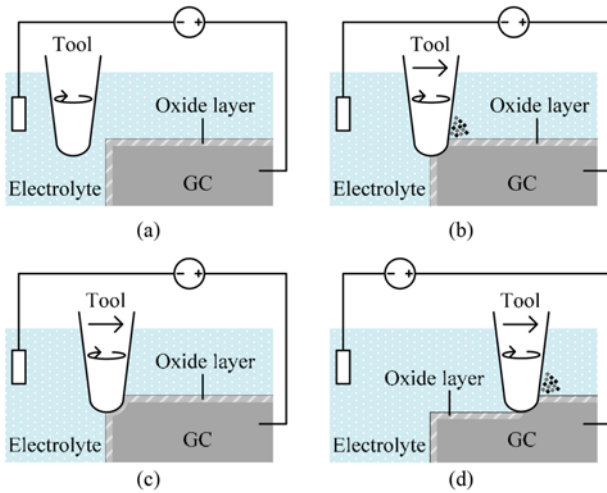 - +
Tool
Oxide layer
Electrolyte
GC
(a)
- +
Tool
Oxide layer
Electrolyte
GC
(b)
- +
Tool
Oxide layer
Electrolyte
GC
(c)
- +
Tool
Oxide layer
Electrolyte
GC
(d)